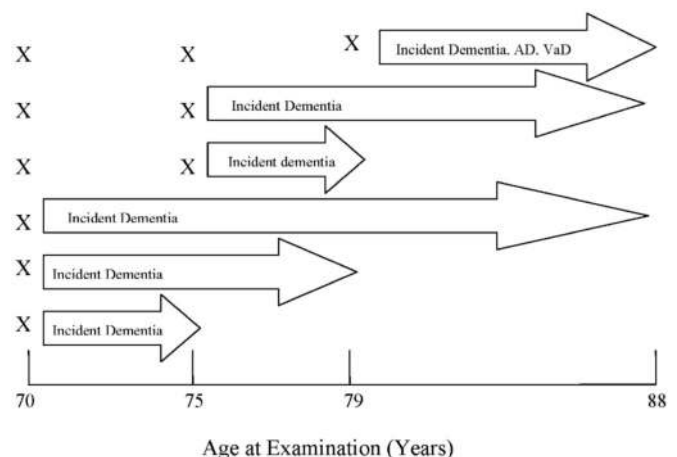 X X X Incident Dementia, AD, VaD
X X Incident Dementia
X X Incident dementia
X Incident Dementia
X Incident Dementia
X Incident Dementia
70 75 79 88
Age at Examination (Years)